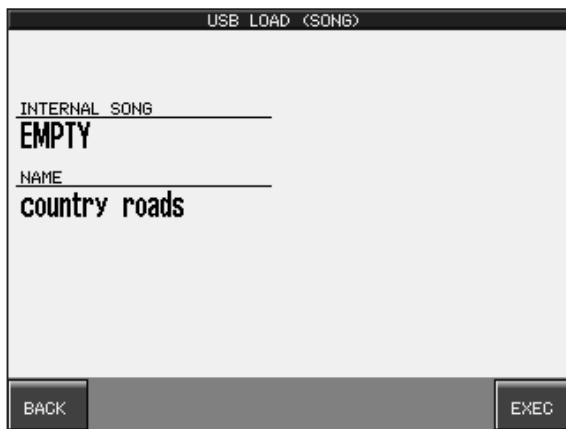 USB LOAD (SONG)
INTERNAL SONG
EMPTY
NAME
country roads
BACK
EXEC